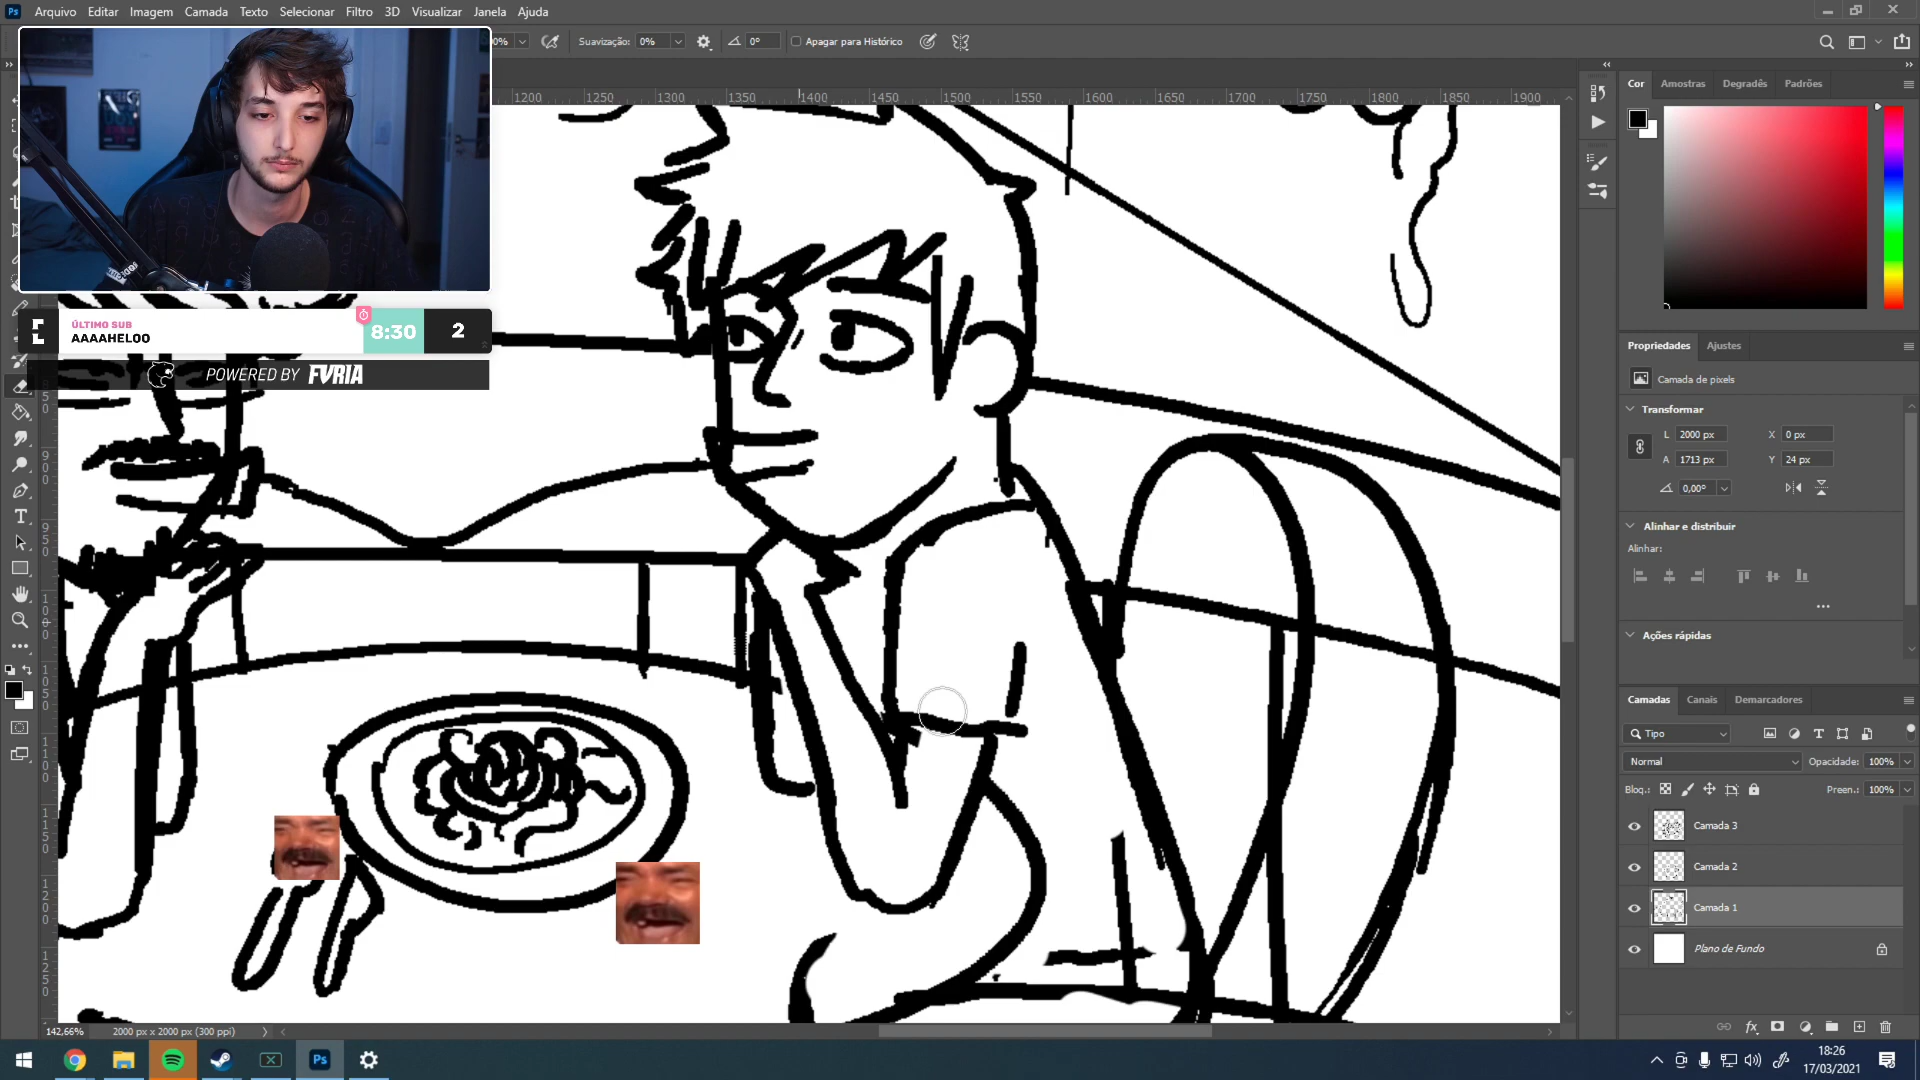 Ps Arquivo Editar Imagem Camada Texto Selecionar Filtro 3D Visualizar Janela Ajuda
Suavização: 0% 0° Apagar para Histórico
1200 1250 1300 1350 1400 1450 1500 1550 1600 1650 1700 1750 1800 1850 1900
Cor Amostras Degradês Padrões
ÚLTIMO SUB
AAAAHELOO
8:30
2
POWERED BY FURIA
Propriedades Ajustes
Camada de pixels
Transformar
L 2000 px X 0 px
A 1713 px Y 24 px
0,00°
Alinhar e distribuir
Alinhar:
Ações rápidas
Camadas Canais Demarcadores
Tipo
Normal Opacidade: 100%
Bloq.: Preen.: 100%
Camada 3
Camada 2
Camada 1
Plano de Fundo
142,66% 2000 px x 2000 px (300 ppi)
Ps
18:26
17/03/2021